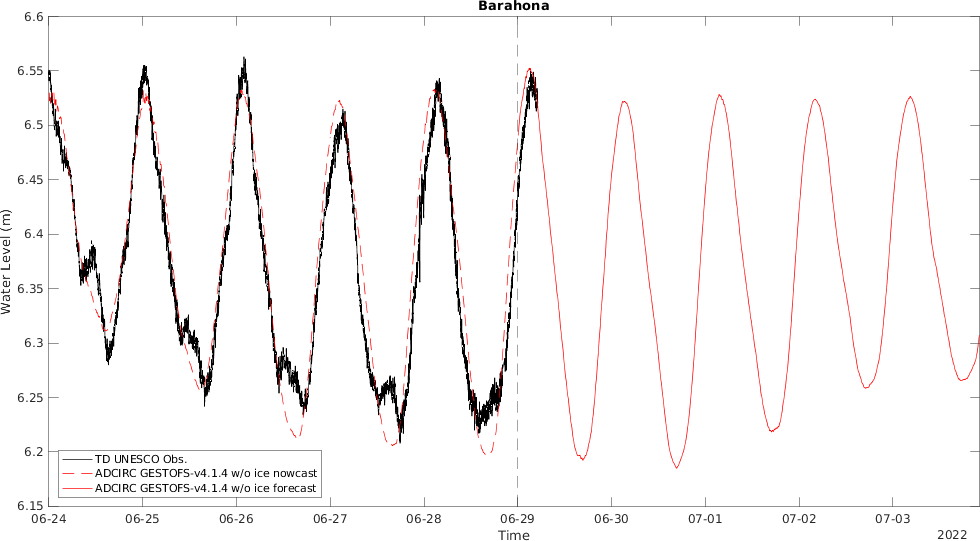 Barahona
6.6
6.55
6.5
6.45
6.4
6.35
6.3
6.25
6.2
6.15
Water Level (m)
TD UNESCO Obs.
ADCIRC GESTOFS-v4.1.4 w/o ice nowcast
ADCIRC GESTOFS-v4.1.4 w/o ice forecast
06-24 06-25 06-26 06-27 06-28 06-29 06-30 07-01 07-02 07-03
Time
2022